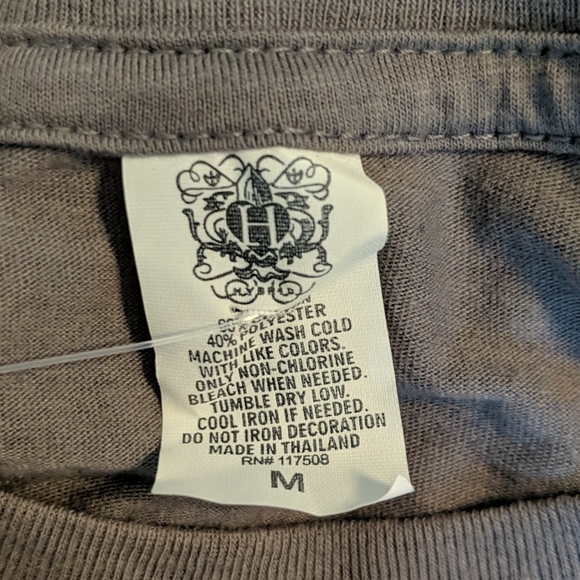 H
HYBRID
40% POLYESTER
MACHINE WASH COLD
WITH LIKE COLORS.
ONLY NON-CHLORINE
BLEACH WHEN NEEDED.
TUMBLE DRY LOW.
COOL IRON IF NEEDED.
DO NOT IRON DECORATION
MADE IN THAILAND
RN# 117508
M